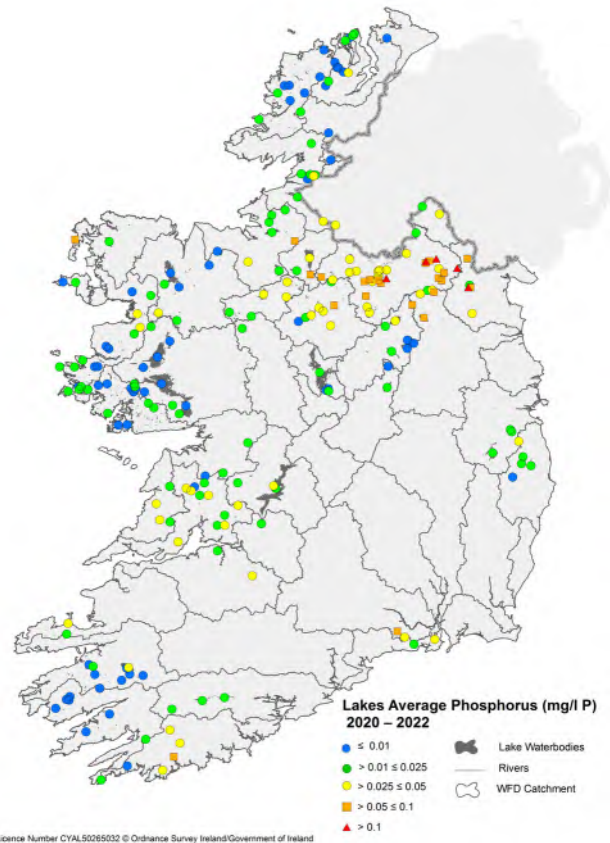 Lakes Average Phosphorus (mg/l P)
2020 – 2022
≤ 0.01
> 0.01 ≤ 0.025
> 0.025 ≤ 0.05
> 0.05 ≤ 0.1
> 0.1
Lake Waterbodies
Rivers
WFD Catchment
icence Number CYAL50265032 © Ordnance Survey Ireland/Government of Ireland